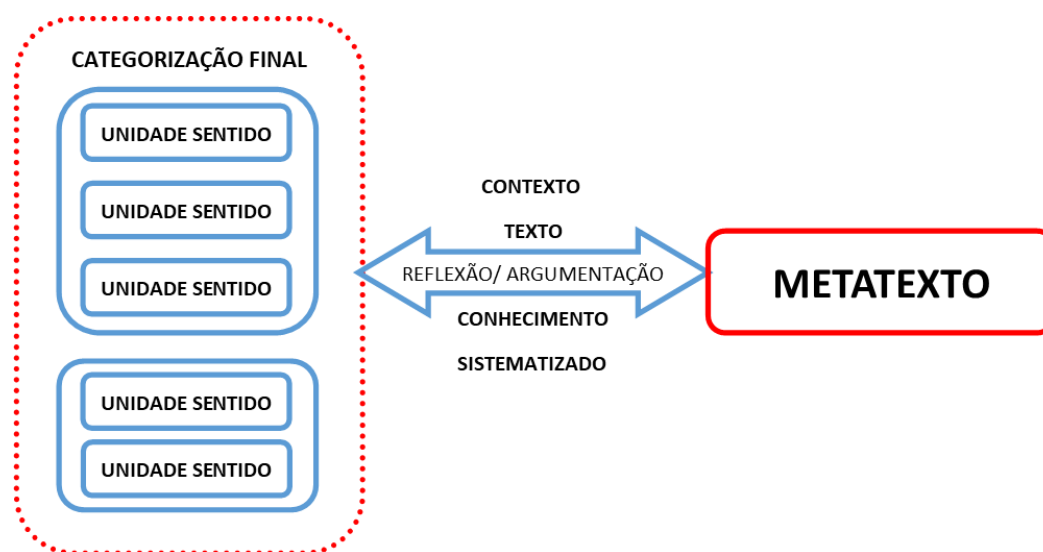 CATEGORIZAÇÃO FINAL
UNIDADE SENTIDO
UNIDADE SENTIDO
UNIDADE SENTIDO
UNIDADE SENTIDO
UNIDADE SENTIDO
CONTEXTO
TEXTO
REFLEXÃO/ ARGUMENTAÇÃO
CONHECIMENTO
SISTEMATIZADO
METATEXTO